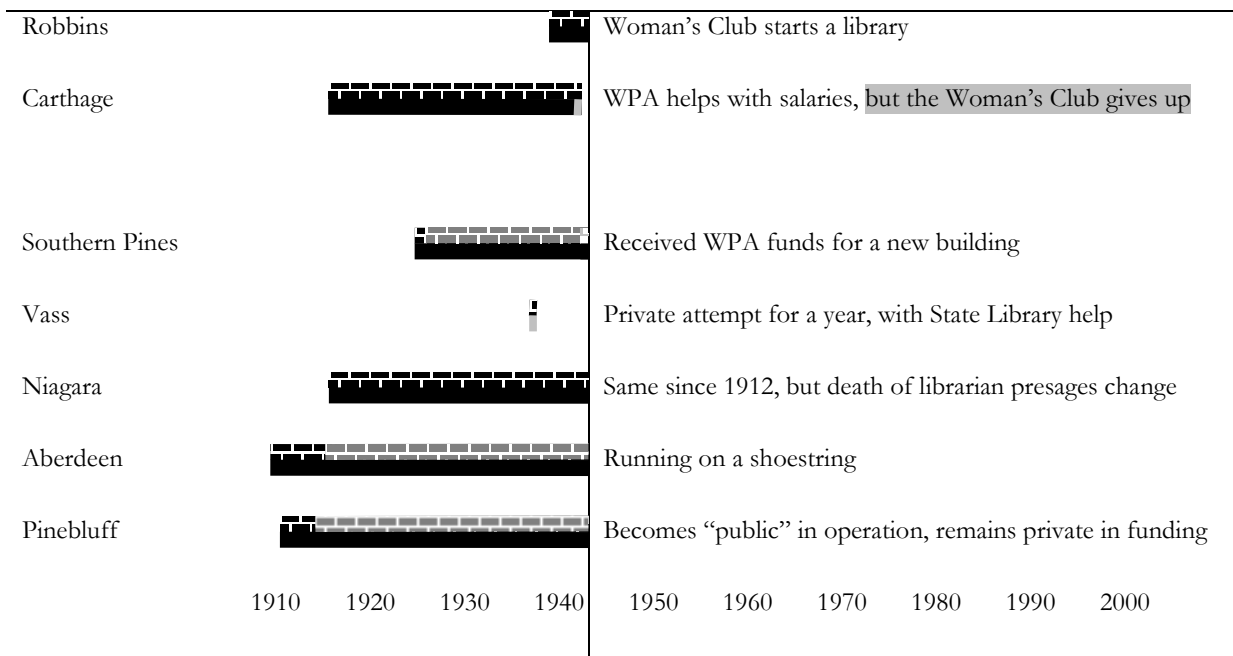 Robbins Woman’s Club starts a library
Carthage WPA helps with salaries, but the Woman’s Club gives up
Southern Pines Received WPA funds for a new building
Vass Private attempt for a year, with State Library help
Niagara Same since 1912, but death of librarian presages change
Aberdeen Running on a shoestring
Pinebluff Becomes “public” in operation, remains private in funding
1910 1920 1930 1940 1950 1960 1970 1980 1990 2000